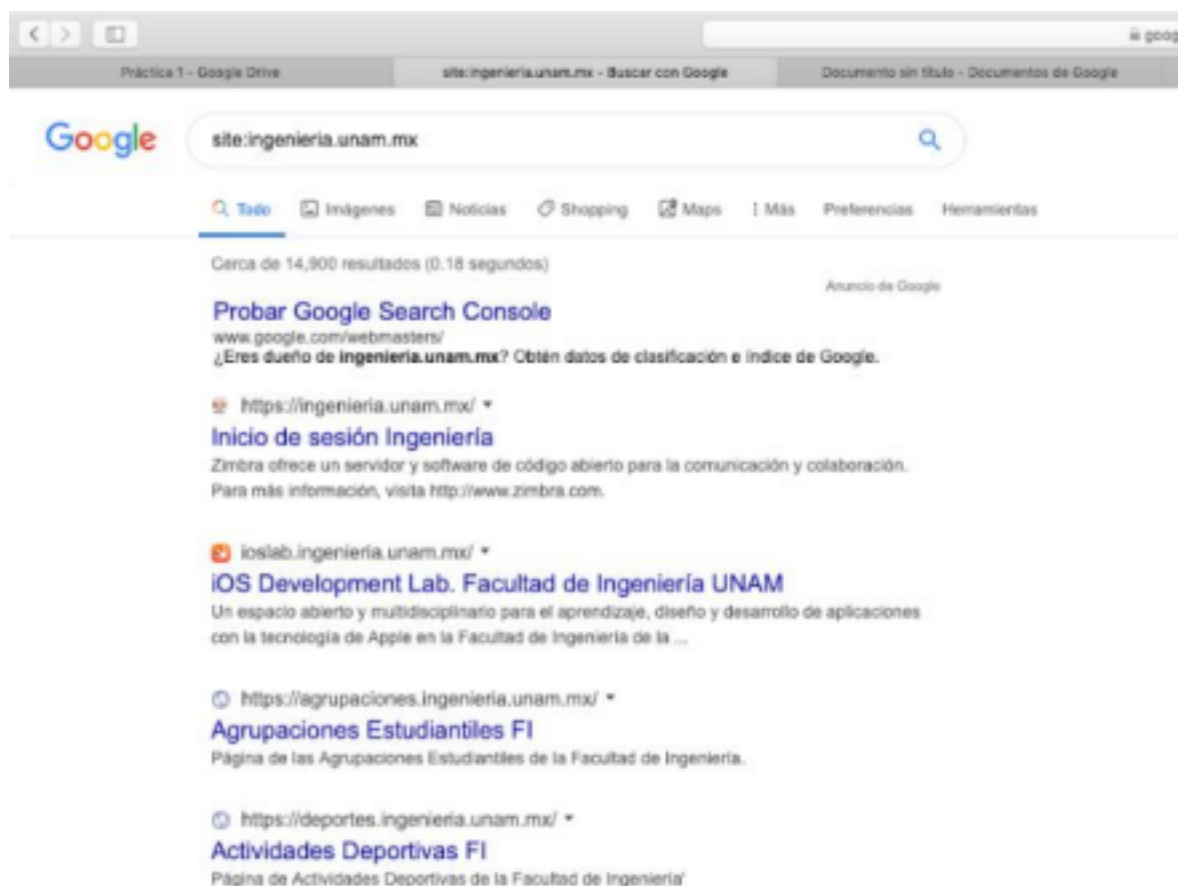 goog
Práctica 1 - Google Drive
site:ingenieria.unam.mx - Buscar con Google
Documento sin título - Documentos de Google
Google
site:ingenieria.unam.mx
Todo
Imágenes
Noticias
Shopping
Maps
Más
Preferencias
Herramientas
Cerca de 14,900 resultados (0.18 segundos)
Anuncio de Google
Probar Google Search Console
www.google.com/webmasters/
¿Eres dueño de ingenieria.unam.mx? Obtén datos de clasificación e índice de Google.
https://ingenieria.unam.mx/
Inicio de sesión Ingeniería
Zimbra ofrece un servidor y software de código abierto para la comunicación y colaboración.
Para más información, visita http://www.zimbra.com.
ioslab.ingenieria.unam.mx/
iOS Development Lab. Facultad de Ingeniería UNAM
Un espacio abierto y multidisciplinario para el aprendizaje, diseño y desarrollo de aplicaciones
con la tecnología de Apple en la Facultad de Ingeniería de la ...
https://agrupaciones.ingenieria.unam.mx/
Agrupaciones Estudiantiles FI
Página de las Agrupaciones Estudiantiles de la Facultad de Ingeniería.
https://deportes.ingenieria.unam.mx/
Actividades Deportivas FI
Página de Actividades Deportivas de la Facultad de Ingeniería'